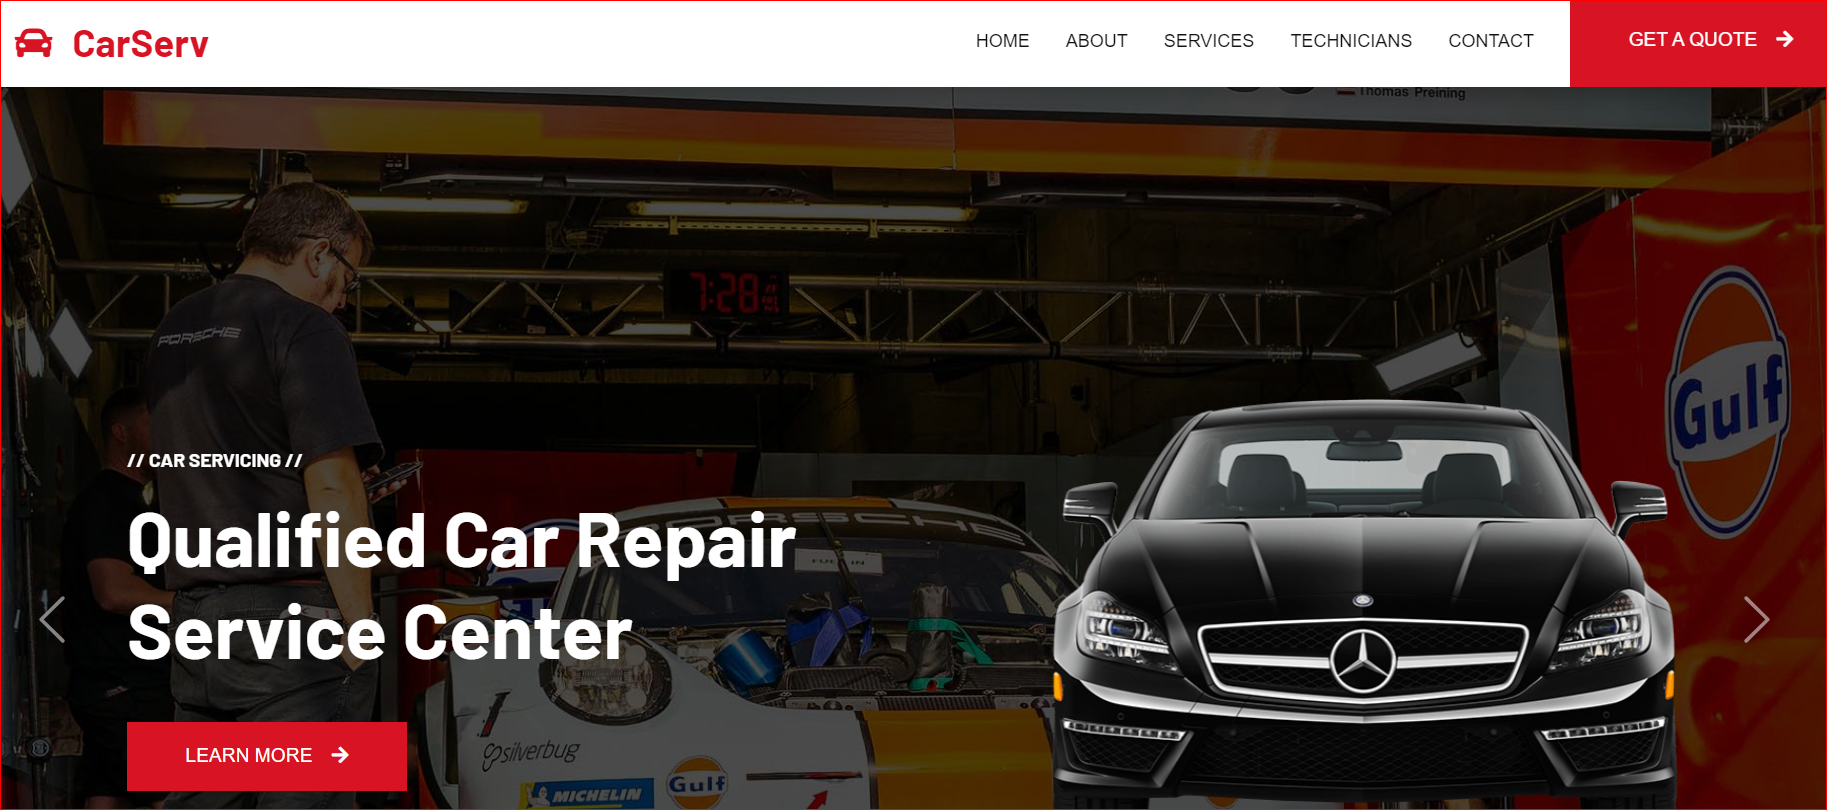 CarServ
HOME ABOUT SERVICES TECHNICIANS CONTACT
GET A QUOTE
Thomas Preining
7:28
PORSCHE
Gulf
// CAR SERVICING //
PORSCHE
Qualified Car Repair
Service Center
silverbug
LEARN MORE
MICHELIN
Gulf